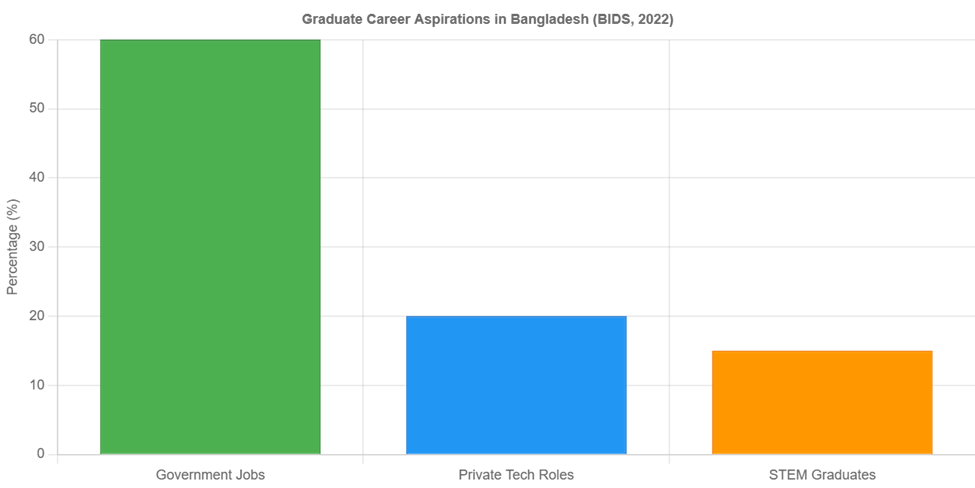 Graduate Career Aspirations in Bangladesh (BIDS, 2022)
Percentage (%)
60
50
40
30
20
10
0
Government Jobs
Private Tech Roles
STEM Graduates